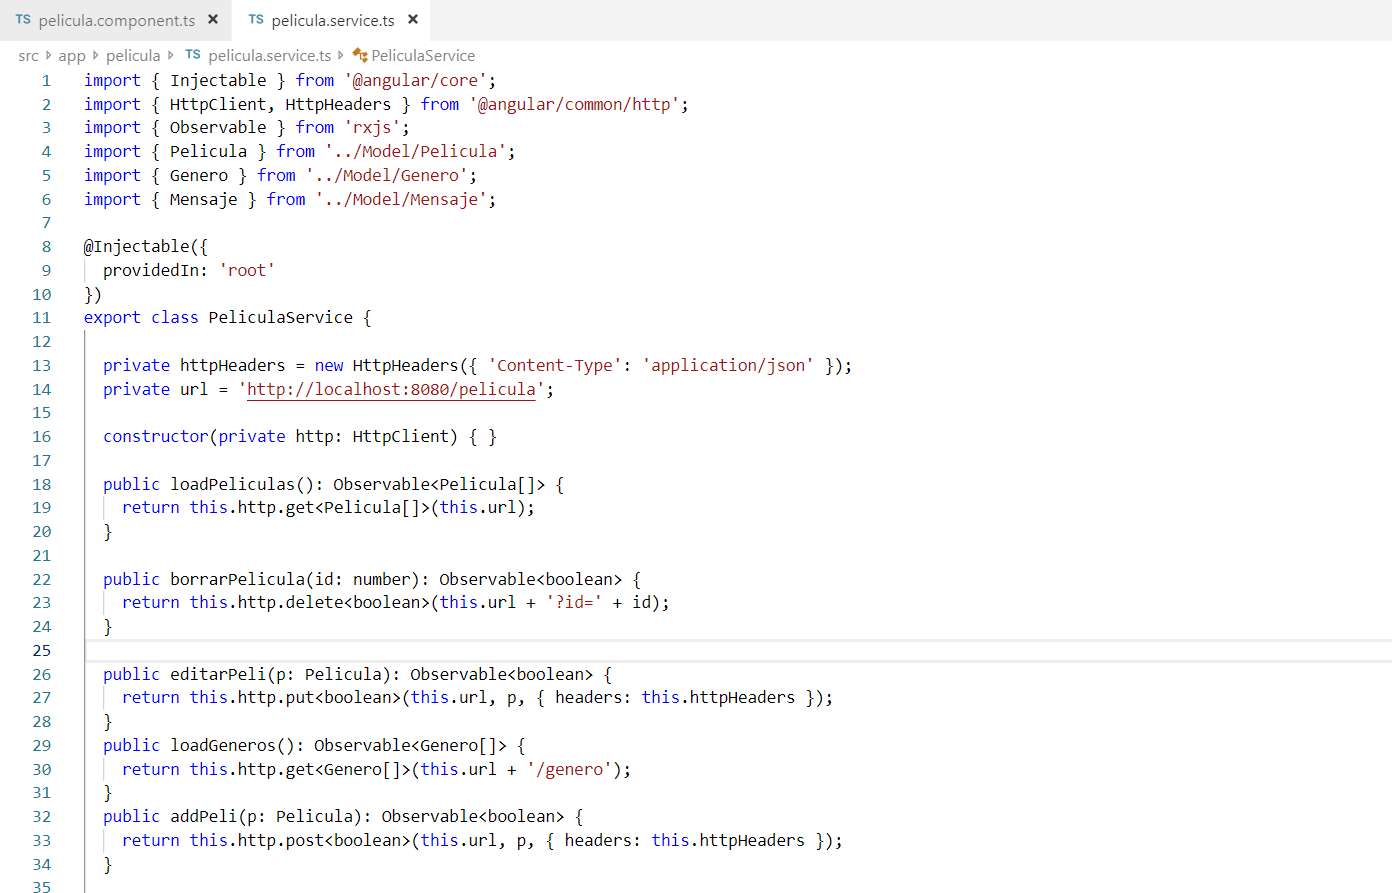 TS pelicula.component.ts × TS pelicula.service.ts ×
src app pelicula TS pelicula.service.ts PeliculaService
1 import { Injectable } from '@angular/core';
2 import { HttpClient, HttpHeaders } from '@angular/common/http';
3 import { Observable } from 'rxjs';
4 import { Pelicula } from '../Model/Pelicula';
5 import { Genero } from '../Model/Genero';
6 import { Mensaje } from '../Model/Mensaje';
7
8 @Injectable({
9 providedIn: 'root'
10 })
11 export class PeliculaService {
12
13 private httpHeaders = new HttpHeaders({ 'Content-Type': 'application/json' });
14 private url = 'http://localhost:8080/pelicula';
15
16 constructor(private http: HttpClient) { }
17
18 public loadPeliculas(): Observable<Pelicula[]> {
19 return this.http.get<Pelicula[]>(this.url);
20 }
21
22 public borrarPelicula(id: number): Observable<boolean> {
23 return this.http.delete<boolean>(this.url + '?id=' + id);
24 }
25
26 public editarPeli(p: Pelicula): Observable<boolean> {
27 return this.http.put<boolean>(this.url, p, { headers: this.httpHeaders });
28 }
29 public loadGeneros(): Observable<Genero[]> {
30 return this.http.get<Genero[]>(this.url + '/genero');
31 }
32 public addPeli(p: Pelicula): Observable<boolean> {
33 return this.http.post<boolean>(this.url, p, { headers: this.httpHeaders });
34 }
35